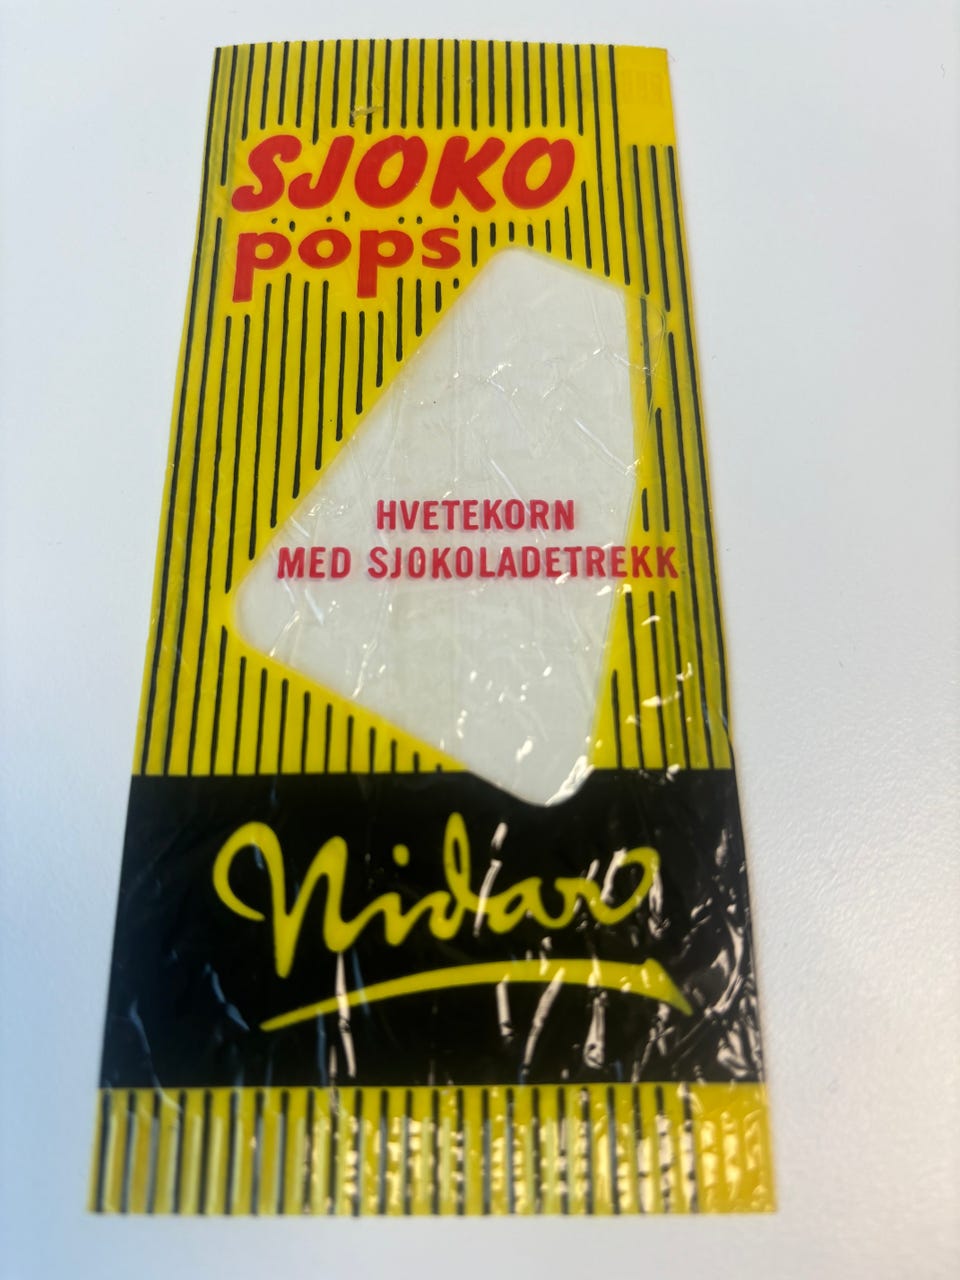 SJOKO
pops
HVETEKORN
MED SJOKOLADETREKK
Nidar